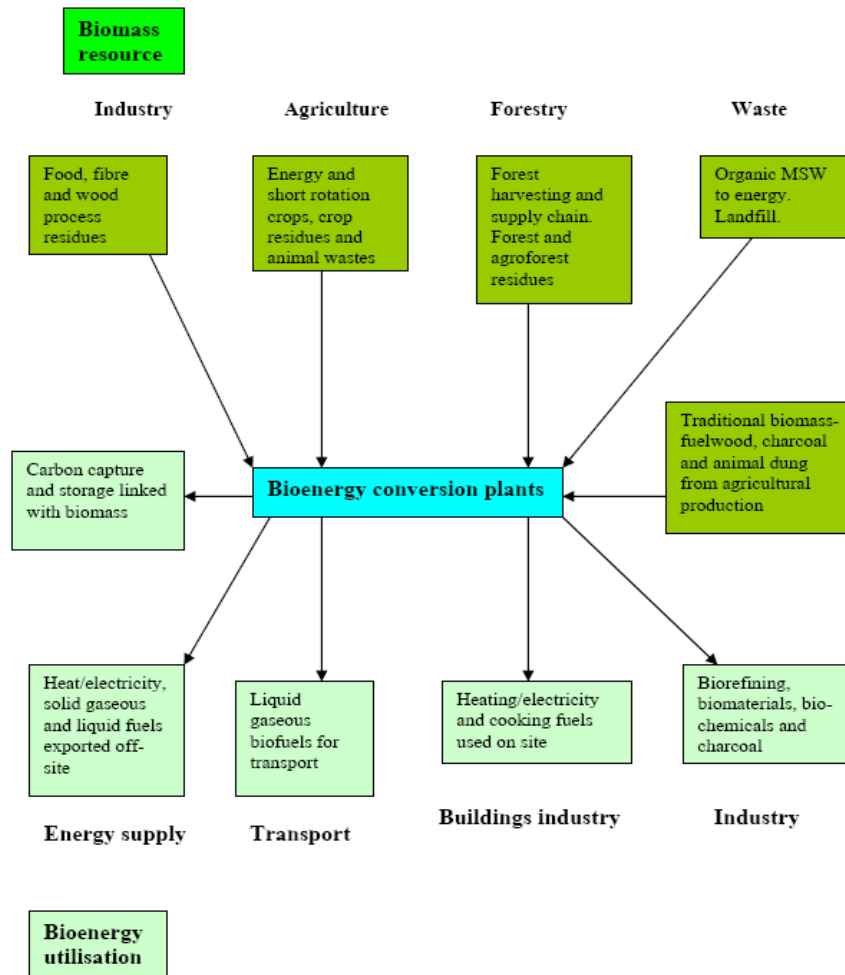 Biomass
resource
Industry
Agriculture
Forestry
Waste
Food, fibre
and wood
process
residues
Energy and
short rotation
crops, crop
residues and
animal wastes
Forest
harvesting and
supply chain.
Forest and
agroforest
residues
Organic MSW
to energy.
Landfill.
Traditional biomass-
fuelwood, charcoal
and animal dung
from agricultural
production
Carbon capture
and storage linked
with biomass
Bioenergy conversion plants
Heat/electricity,
solid gaseous
and liquid fuels
exported off-
site
Liquid
gaseous
biofuels for
transport
Heating/electricity
and cooking fuels
used on site
Biorefining,
biomaterials, bio-
chemicals and
charcoal
Energy supply
Transport
Buildings industry
Industry
Bioenergy
utilisation